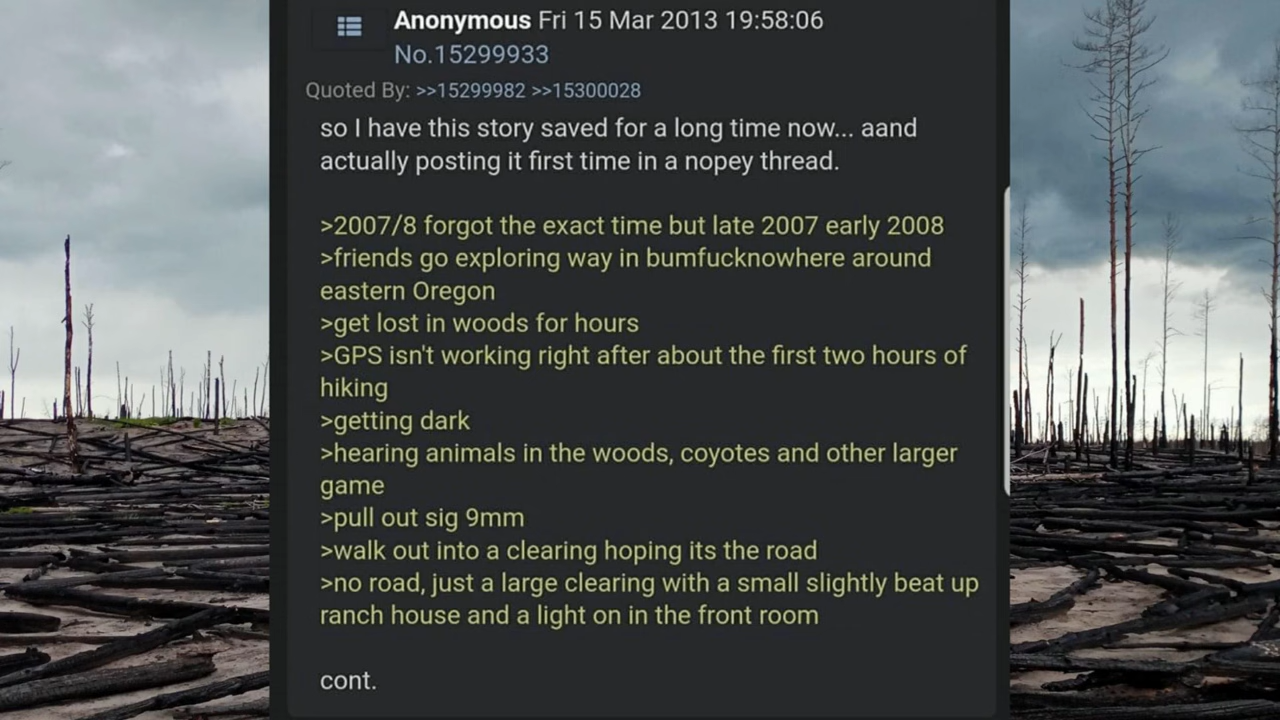 Anonymous Fri 15 Mar 2013 19:58:06
No.15299933
Quoted By: >>15299982 >>15300028
so I have this story saved for a long time now... aand
actually posting it first time in a nopey thread.
>2007/8 forgot the exact time but late 2007 early 2008
>friends go exploring way in bumfucknowhere around
eastern Oregon
>get lost in woods for hours
>GPS isn't working right after about the first two hours of
hiking
>getting dark
>hearing animals in the woods, coyotes and other larger
game
>pull out sig 9mm
>walk out into a clearing hoping its the road
>no road, just a large clearing with a small slightly beat up
ranch house and a light on in the front room
cont.